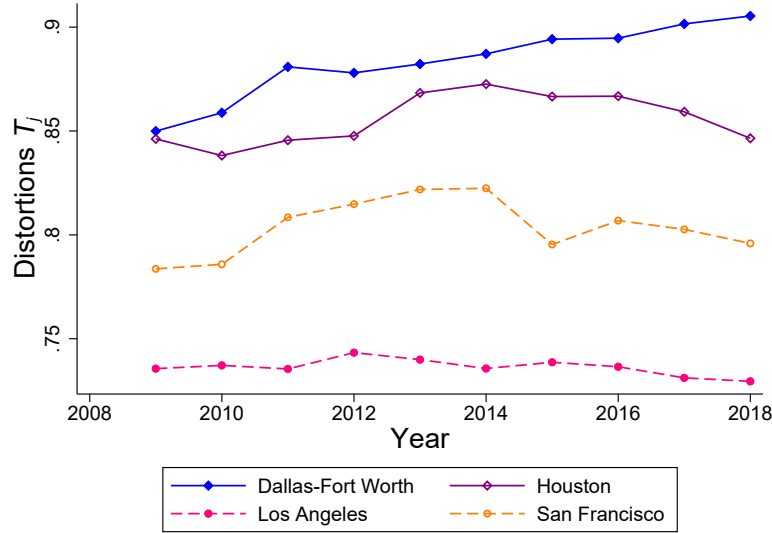 .9
.85
.8
.75
Distortions T_j
2008 2010 2012 2014 2016 2018
Year
Dallas-Fort Worth Houston
Los Angeles San Francisco